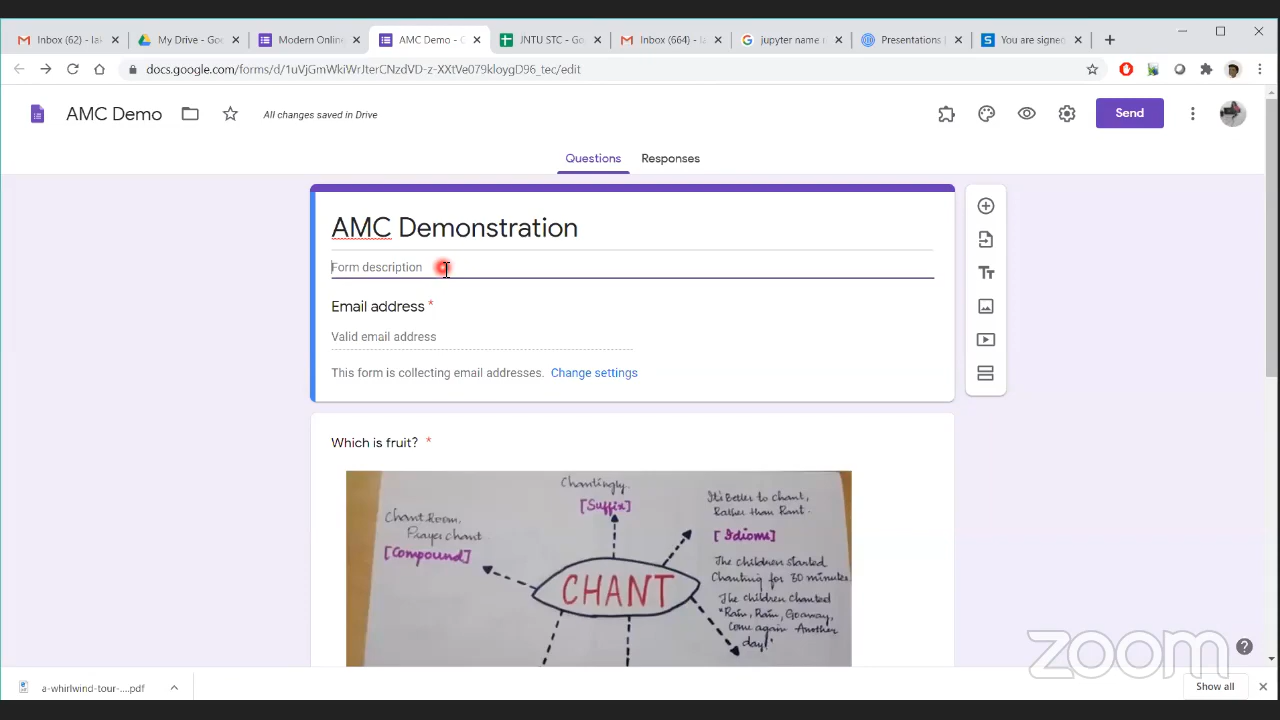 Inbox (62) - lak
My Drive - Goo
Modern Online
AMC Demo - G
JNTU STC - Go
Inbox (664) - la
jupyter name
Presentations |
You are signed
docs.google.com/forms/d/1uVjGmWkiWrJterCNzdVD-z-XXtVe079kloygD96_tec/edit
AMC Demo
All changes saved in Drive
Send
Questions
Responses
AMC Demonstration
Form description
Email address *
Valid email address
This form is collecting email addresses. Change settings
Which is fruit? *
Chantingly
[Suffix]
Chant Room,
Prayer chant
[Compound]
It's Better to chant,
Rather than Rant.
[Idioms]
CHANT
The children started
Chanting for 30 minutes
The children chanted
"Rain, Rain, Go away,
Come again Another
day!"
zoom
a-whirlwind-tour-....pdf
Show all